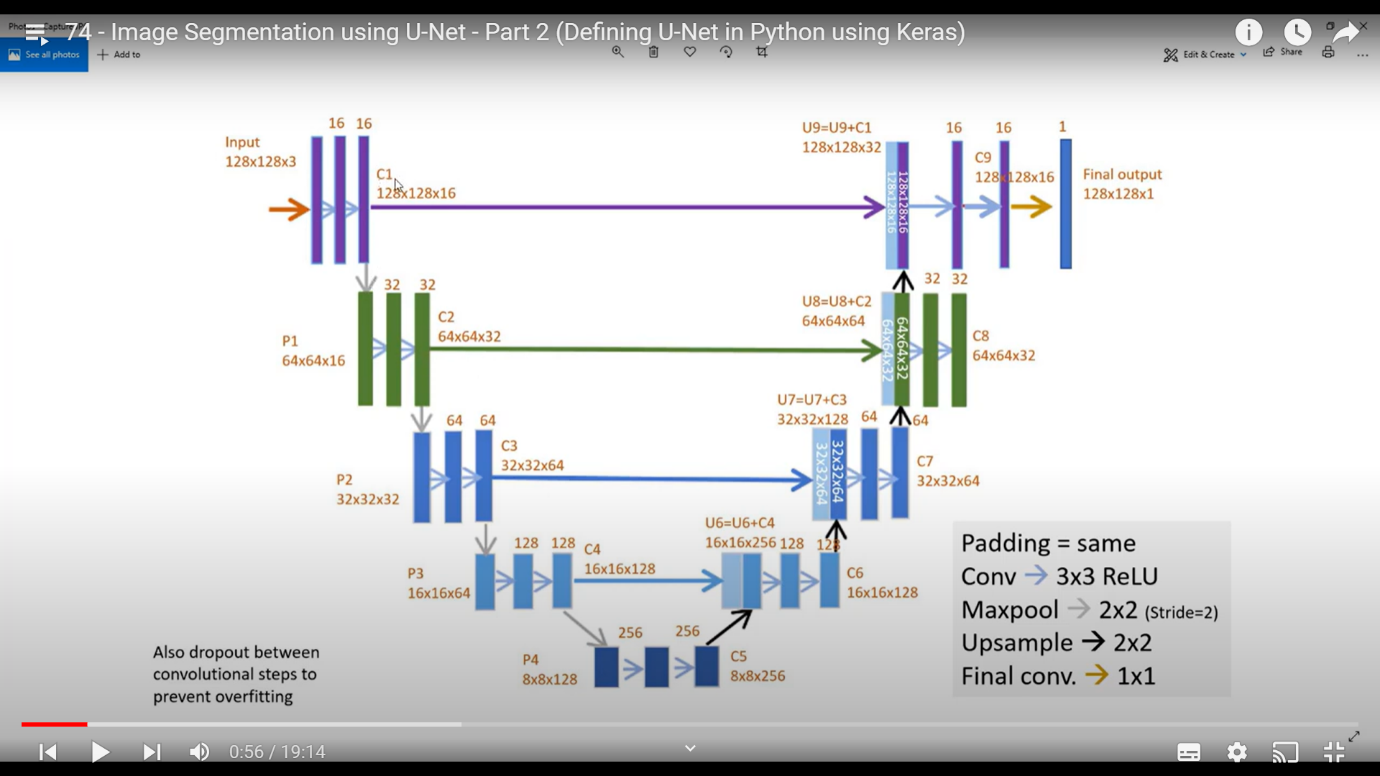 74 - Image Segmentation using U-Net - Part 2 (Defining U-Net in Python using Keras)
See all photos
Add to
Edit & Create
Share
Input
128x128x3
16 16
C1
128x128x16
U9=U9+C1
128x128x32
128x128x16
128x128x16
16 16 1
C9
128x128x16
Final output
128x128x1
P1
64x64x16
32 32
C2
64x64x32
U8=U8+C2
64x64x64
64x64x32
64x64x32
32 32
C8
64x64x32
P2
32x32x32
64 64
C3
32x32x64
U7=U7+C3
32x32x128
32x32x64
32x32x64
64 64
C7
32x32x64
P3
16x16x64
128 128
C4
16x16x128
U6=U6+C4
16x16x256
128 128
C6
16x16x128
P4
8x8x128
256 256
C5
8x8x256
Padding = same
Conv → 3x3 ReLU
Maxpool → 2x2 (Stride=2)
Upsample → 2x2
Final conv. → 1x1
Also dropout between
convolutional steps to
prevent overfitting
0:56 / 19:14